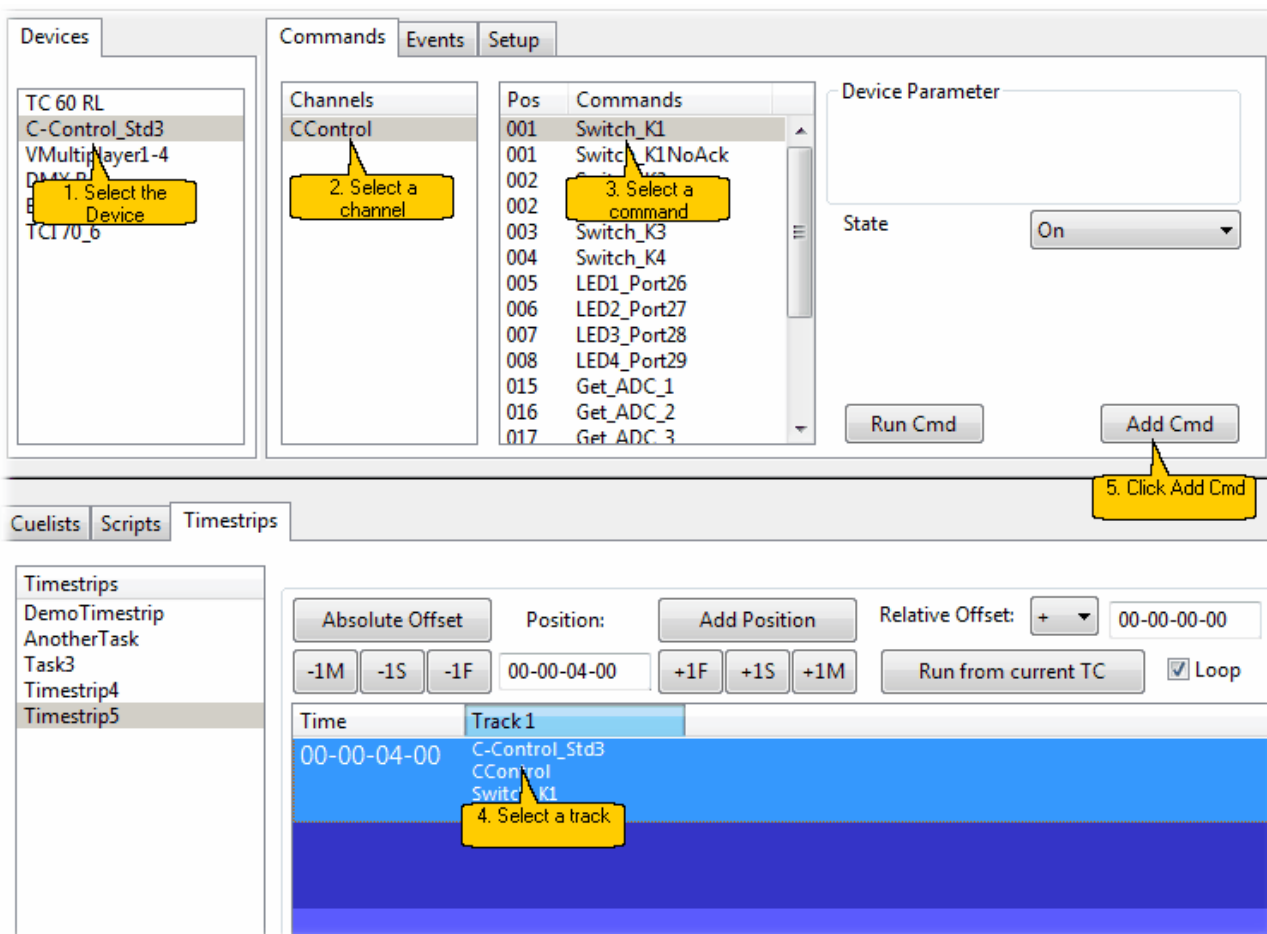 Devices
Commands
Events
Setup
TC 60 RL
C-Control_Std3
VMultiplayer1-4
TCI 70_6
1. Select the
Device
Channels
CControl
2. Select a
channel
Pos Commands
001 Switch_K1
001 Switch_K1NoAck
002
002
003 Switch_K3
004 Switch_K4
005 LED1_Port26
006 LED2_Port27
007 LED3_Port28
008 LED4_Port29
015 Get_ADC_1
016 Get_ADC_2
017 Get_ADC_3
3. Select a
command
Device Parameter
State On
Run Cmd
Add Cmd
5. Click Add Cmd
Cuelists Scripts Timestrips
Timestrips
DemoTimestrip
AnotherTask
Task3
Timestrip4
Timestrip5
Absolute Offset Position: Add Position Relative Offset: + 00-00-00-00
-1M -1S -1F 00-00-04-00 +1F +1S +1M Run from current TC Loop
Time Track 1
00-00-04-00 C-Control_Std3
CControl
Switch_K1
4. Select a track